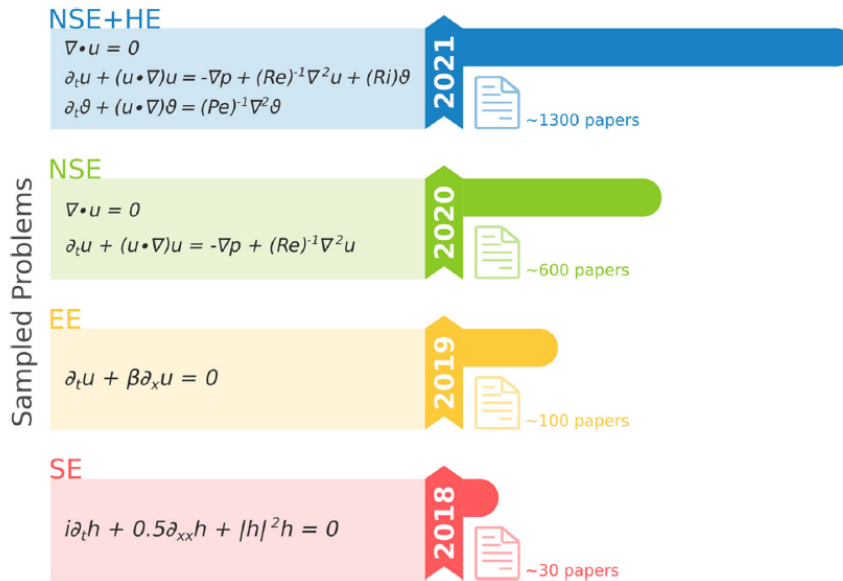 Sampled Problems
NSE+HE
∇•u = 0
∂ₜu + (u•∇)u = -∇p + (Re)⁻¹∇²u + (Ri)ϑ
∂ₜϑ + (u•∇)ϑ = (Pe)⁻¹∇²ϑ
2021
~1300 papers
NSE
∇•u = 0
∂ₜu + (u•∇)u = -∇p + (Re)⁻¹∇²u
2020
~600 papers
EE
∂ₜu + β∂ₓu = 0
2019
~100 papers
SE
i∂ₜh + 0.5∂ₓₓh + |h|²h = 0
2018
~30 papers